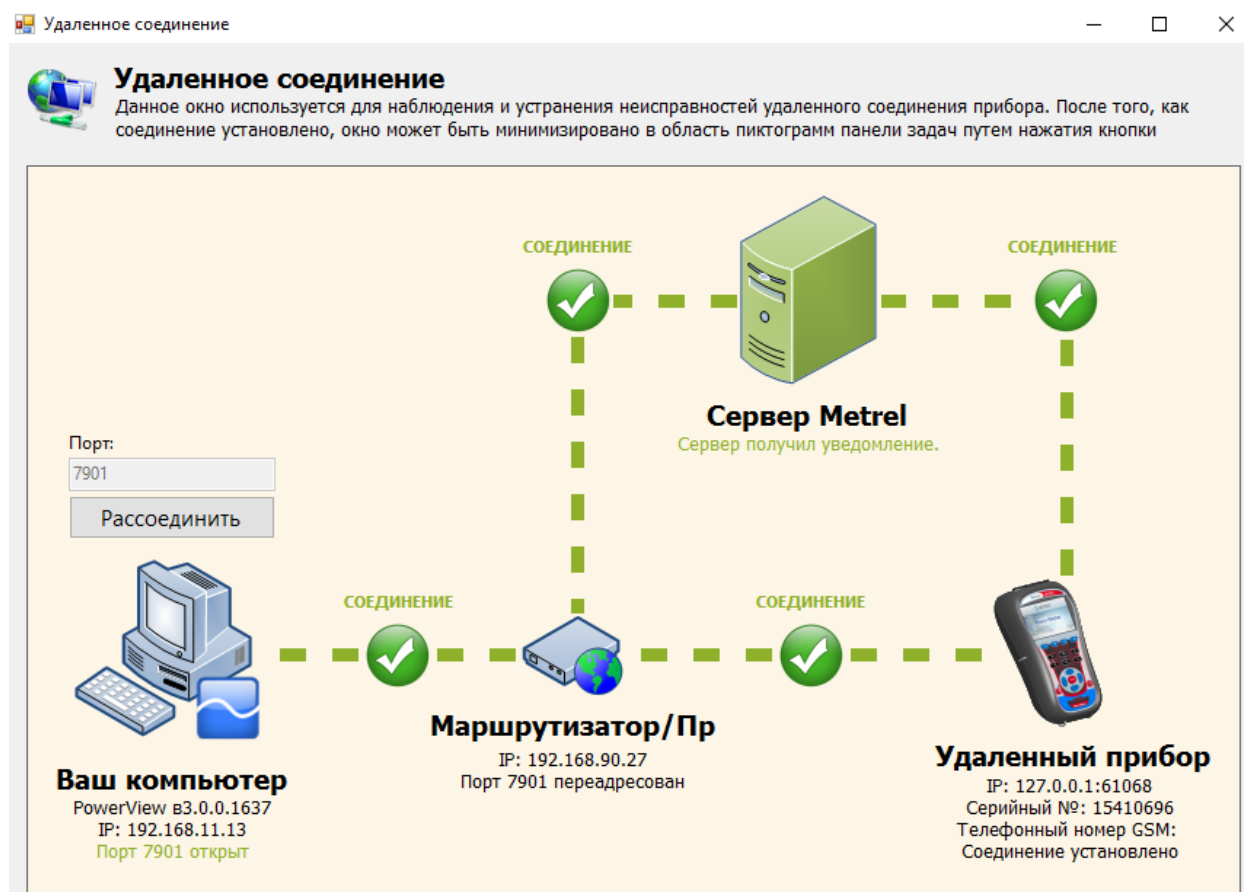 Удаленное соединение
Удаленное соединение
Данное окно используется для наблюдения и устранения неисправностей удаленного соединения прибора. После того, как
соединение установлено, окно может быть минимизировано в область пиктограмм панели задач путем нажатия кнопки
СОЕДИНЕНИЕ
СОЕДИНЕНИЕ
Сервер Metrel
Сервер получил уведомление.
Порт:
7901
Рассоединить
СОЕДИНЕНИЕ
СОЕДИНЕНИЕ
Маршрутизатор/Пр
IP: 192.168.90.27
Порт 7901 переадресован
Ваш компьютер
PowerView в3.0.0.1637
IP: 192.168.11.13
Порт 7901 открыт
Удаленный прибор
IP: 127.0.0.1:61068
Серийный №: 15410696
Телефонный номер GSM:
Соединение установлено